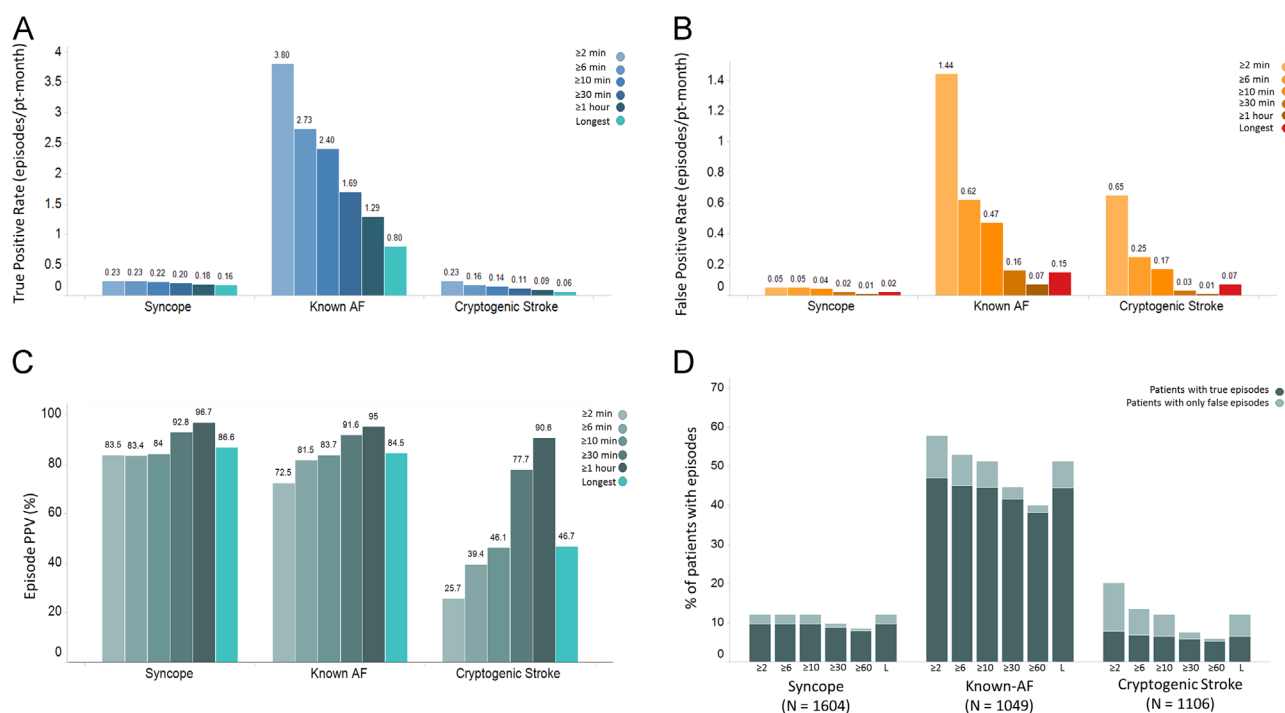 A
True Positive Rate (episodes/pt-month)
4
3.5
3
2.5
2
1.5
1
0.5
0
≥2 min
≥6 min
≥10 min
≥30 min
≥1 hour
Longest
0.23 0.23 0.22 0.20 0.18 0.16
3.80 2.73 2.40 1.69 1.29 0.80
0.23 0.16 0.14 0.11 0.09 0.06
Syncope Known AF Cryptogenic Stroke
B
False Positive Rate (episodes/pt-month)
1.4
1.2
1
0.8
0.6
0.4
0.2
0
≥2 min
≥6 min
≥10 min
≥30 min
≥1 hour
Longest
0.05 0.05 0.04 0.02 0.01 0.02
1.44 0.62 0.47 0.16 0.07 0.15
0.65 0.25 0.17 0.03 0.01 0.07
Syncope Known AF Cryptogenic Stroke
C
Episode PPV (%)
100
80
60
40
20
0
≥2 min
≥6 min
≥10 min
≥30 min
≥1 hour
Longest
83.5 83.4 84 92.8 96.7 86.6
72.5 81.5 83.7 91.6 95 84.5
25.7 39.4 46.1 77.7 90.6 46.7
Syncope Known AF Cryptogenic Stroke
D
% of patients with episodes
70
60
50
40
30
20
10
0
Patients with true episodes
Patients with only false episodes
≥2 ≥6 ≥10 ≥30 ≥60 L
≥2 ≥6 ≥10 ≥30 ≥60 L
≥2 ≥6 ≥10 ≥30 ≥60 L
Syncope Known-AF Cryptogenic Stroke
(N = 1604) (N = 1049) (N = 1106)